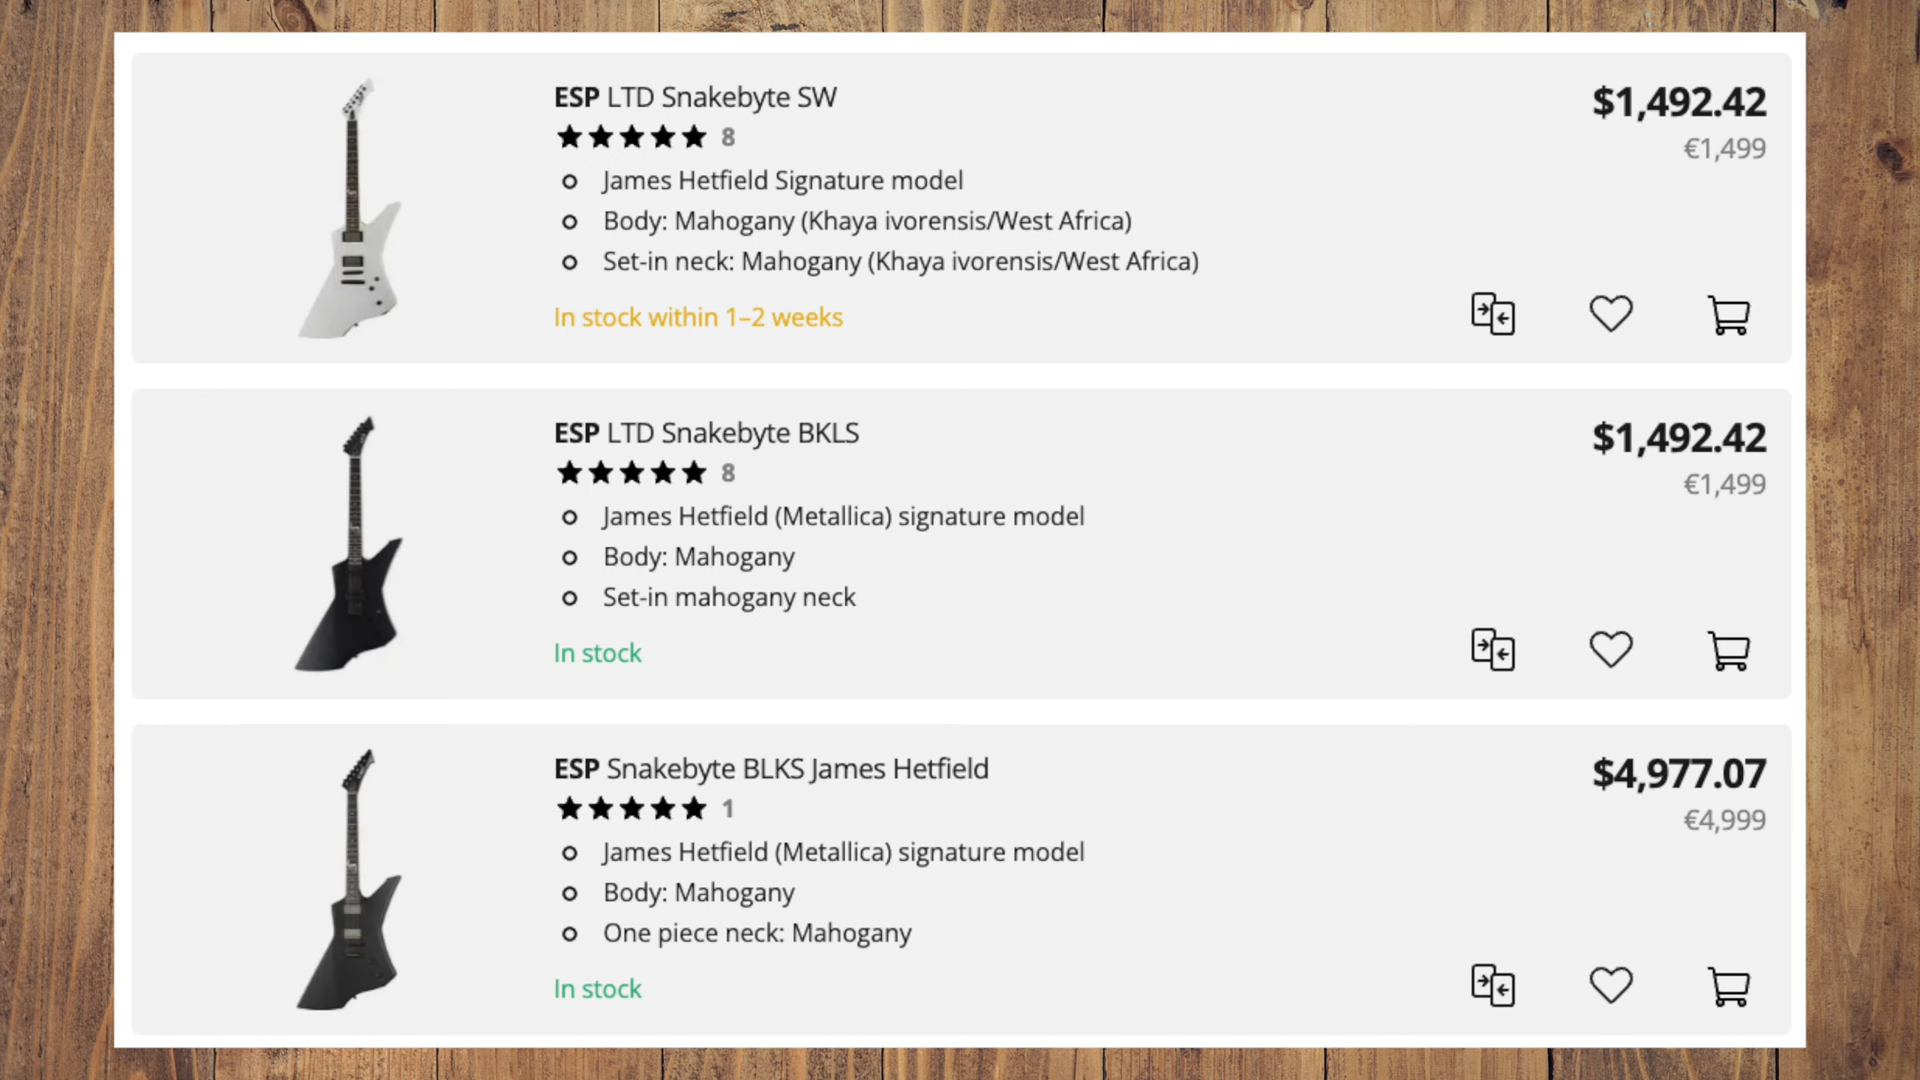 ESP LTD Snakebyte SW
$1,492.42
8
€1,499
James Hetfield Signature model
Body: Mahogany (Khaya ivorensis/West Africa)
Set-in neck: Mahogany (Khaya ivorensis/West Africa)
In stock within 1–2 weeks
ESP LTD Snakebyte BKLS
$1,492.42
8
€1,499
James Hetfield (Metallica) signature model
Body: Mahogany
Set-in mahogany neck
In stock
ESP Snakebyte BLKS James Hetfield
$4,977.07
1
€4,999
James Hetfield (Metallica) signature model
Body: Mahogany
One piece neck: Mahogany
In stock